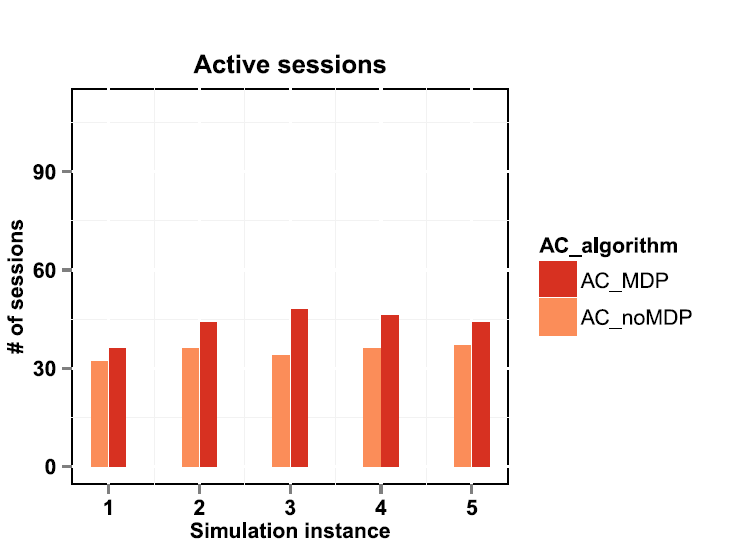 Active sessions
# of sessions
90
60
30
0
1 2 3 4 5
Simulation instance
AC_algorithm
AC_MDP
AC_noMDP